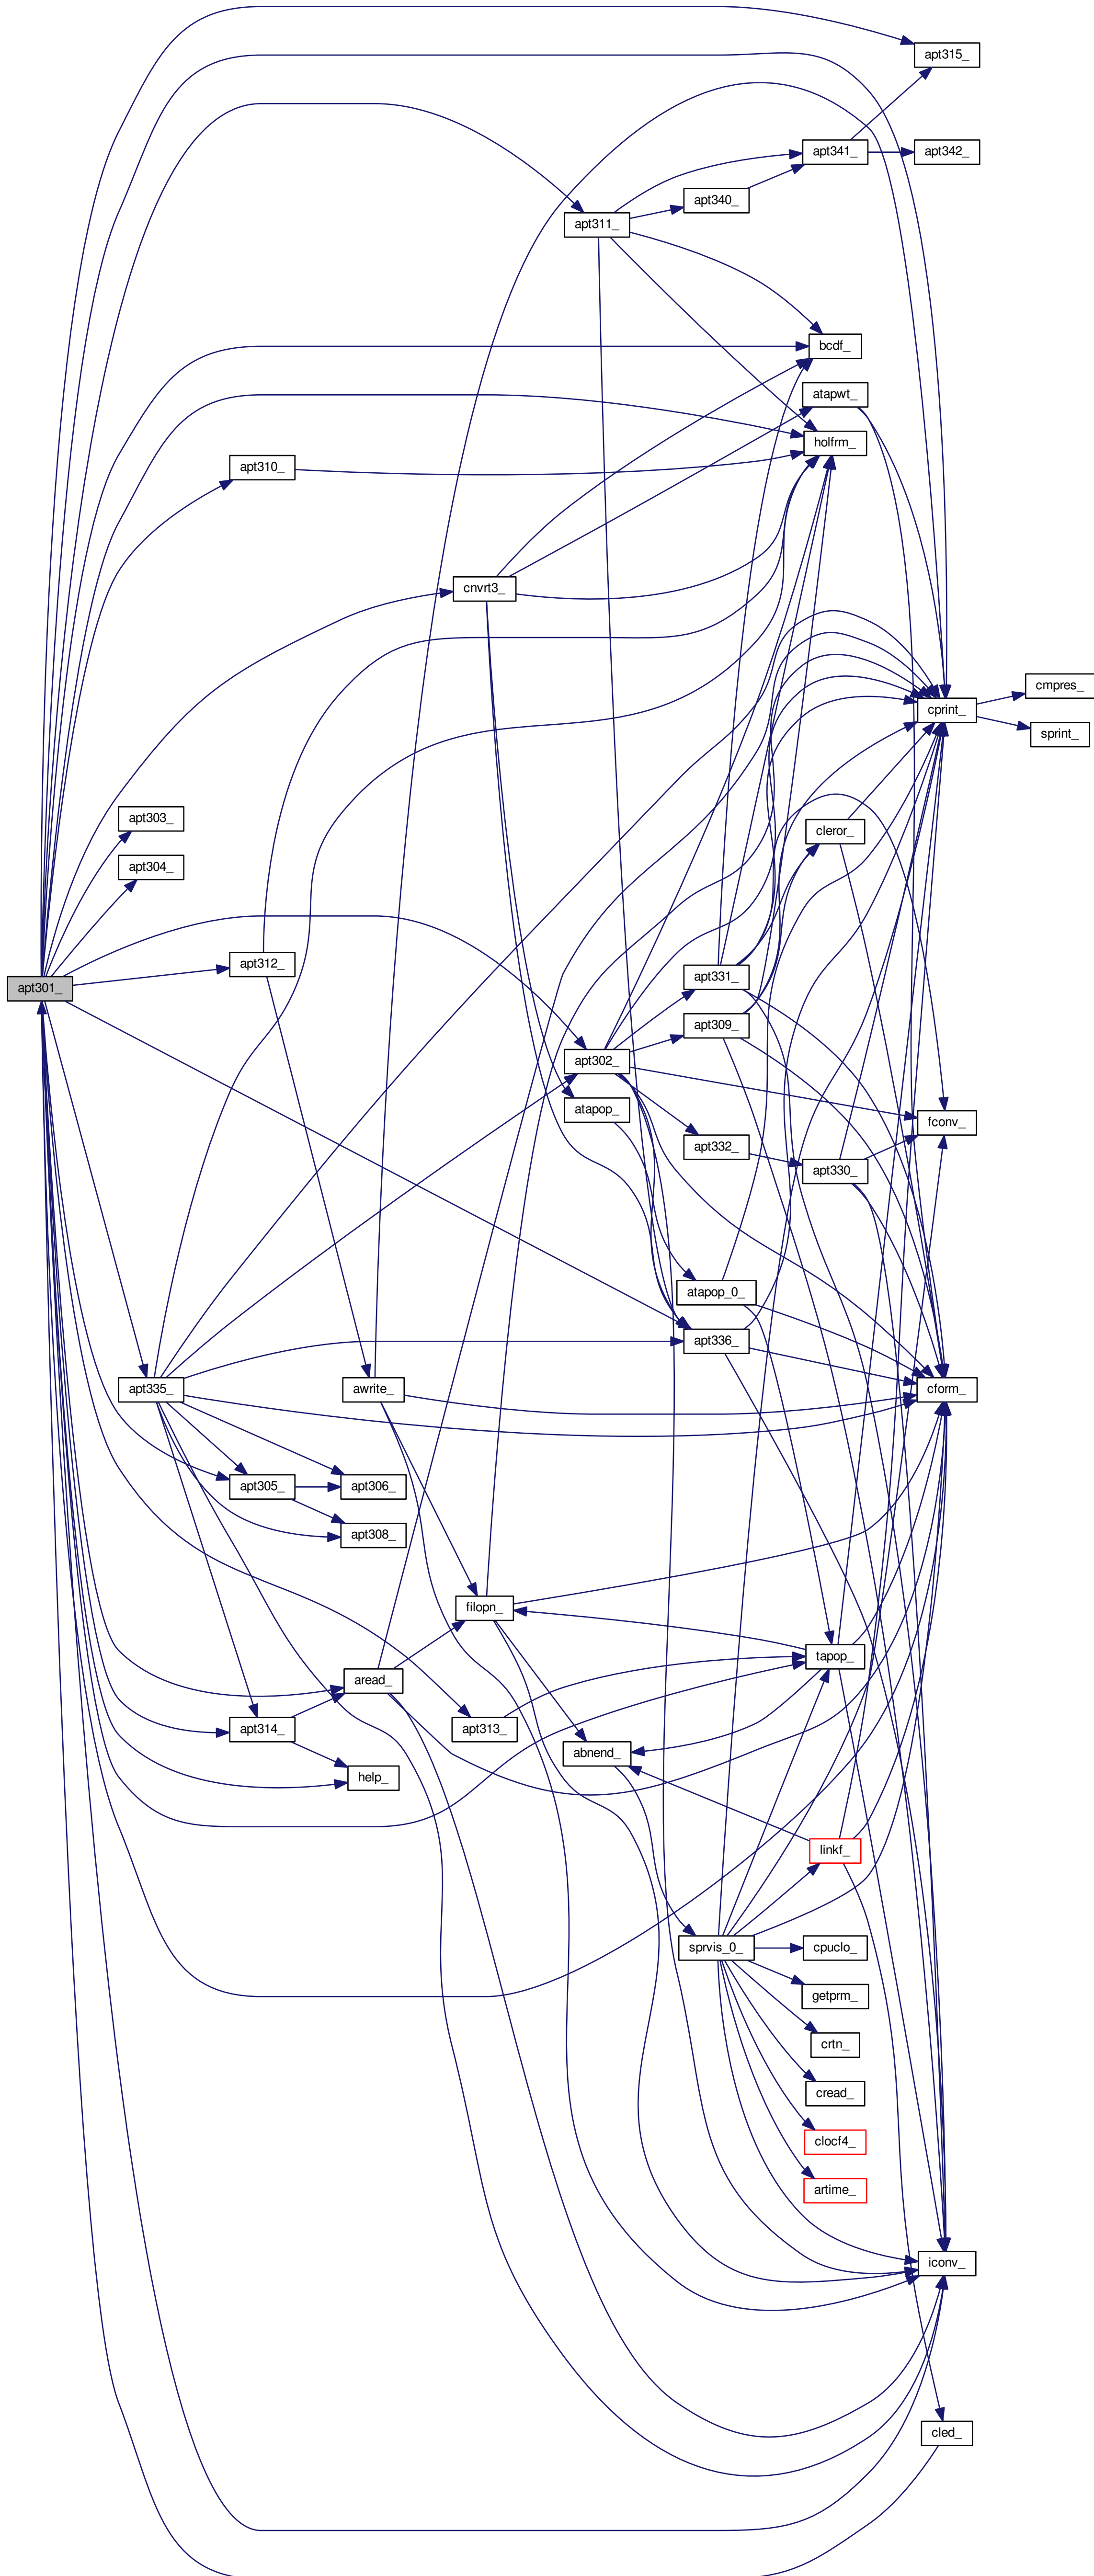 apt315_
apt341_
apt342_
apt340_
apt311_
bcdf_
atapwt_
holfrm_
apt310_
cnvrt3_
cmpres_
cprint_
sprint_
apt303_
cleror_
apt304_
apt312_
apt331_
apt301_
apt309_
apt302_
atapop_
fconv_
apt332_
apt330_
atapop_0_
apt336_
apt335_
awrite_
cform_
apt305_
apt306_
apt308_
filopn_
tapop_
aread_
apt314_
apt313_
abnend_
help_
linkf_
sprvis_0_
cpuclo_
getprm_
crtn_
cread_
clocf4_
artime_
iconv_
cled_